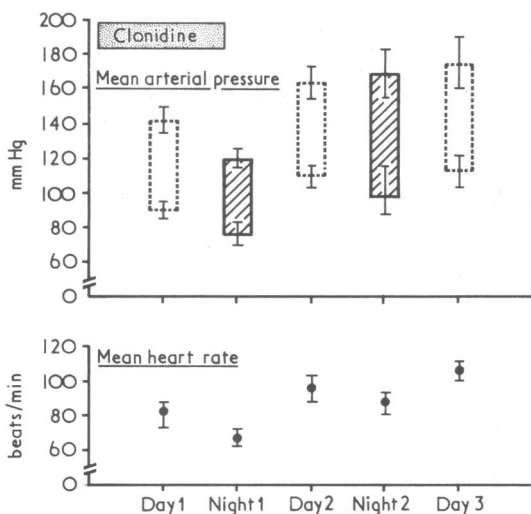 200
Clonidine
180
Mean arterial pressure
160
140
mm Hg
120
100
80
60
0
120
Mean heart rate
100
beats/min
80
60
0
Day 1 Night 1 Day 2 Night 2 Day 3